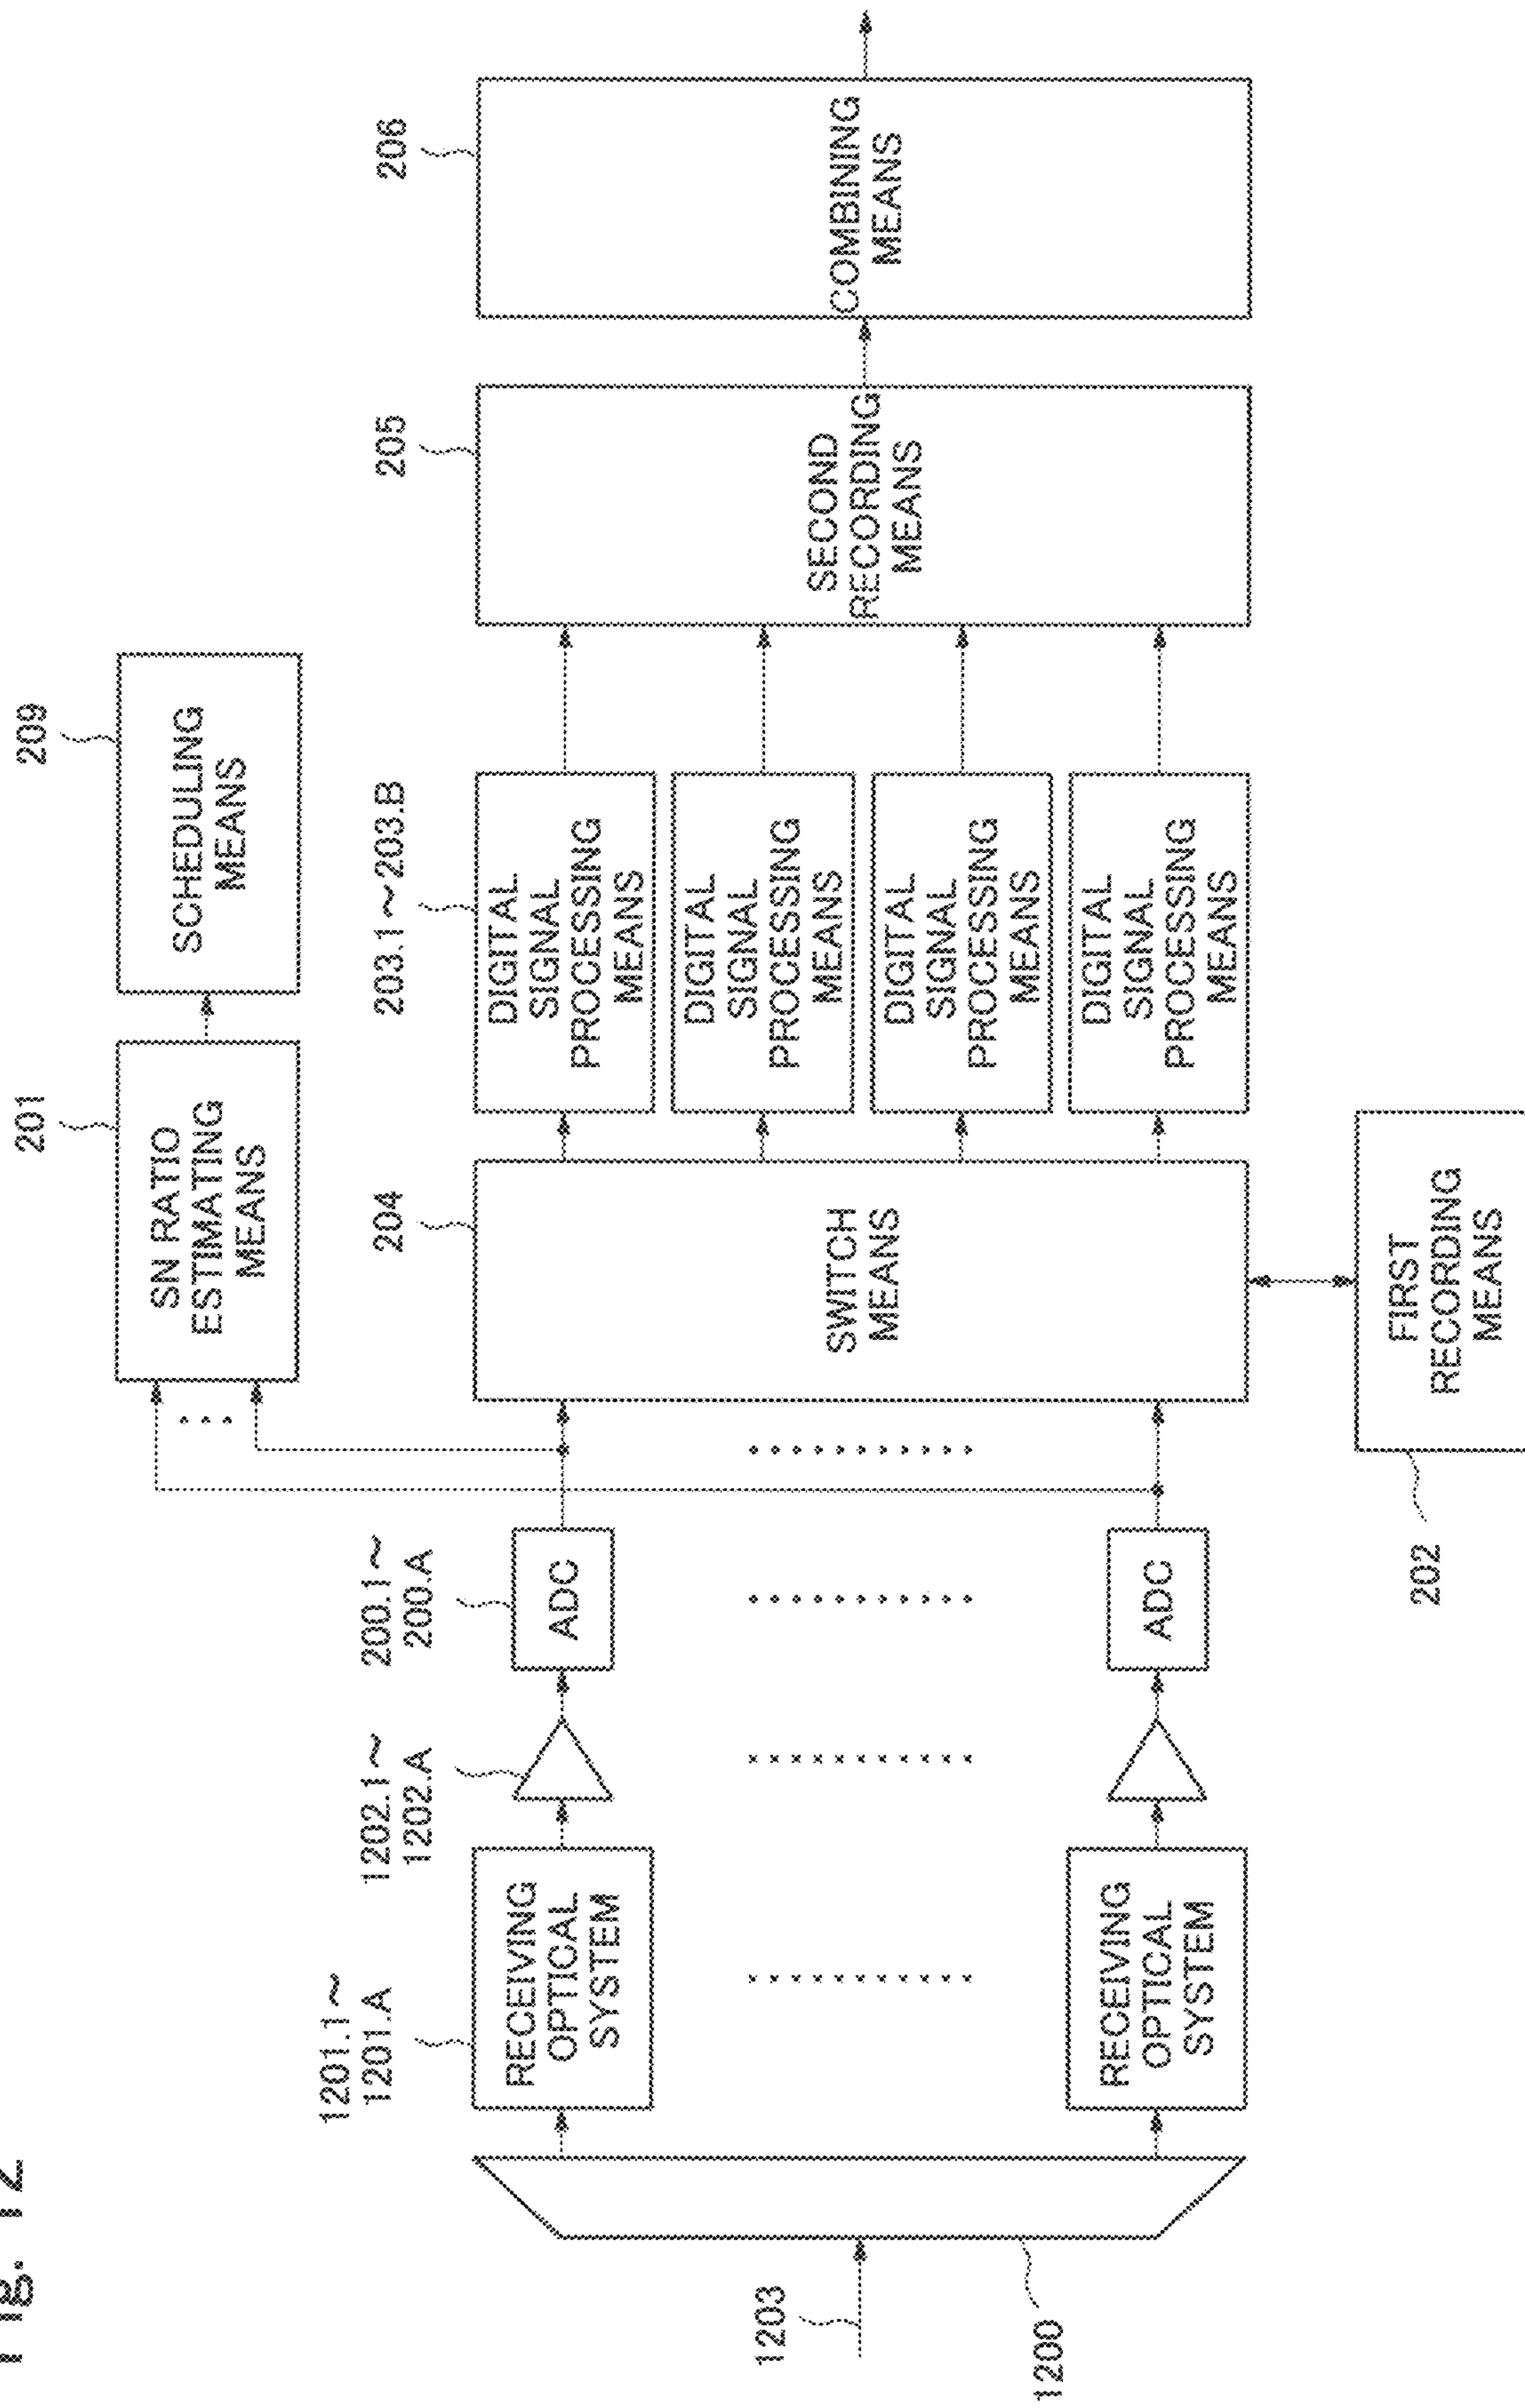 Fig. 12
1203
1200
1201.1～
1201.A
RECEIVING
OPTICAL
SYSTEM
RECEIVING
OPTICAL
SYSTEM
1202.1～
1202.A
200.1～
200.A
ADC
ADC
201
SN RATIO
ESTIMATING
MEANS
209
SCHEDULING
MEANS
204
SWITCH
MEANS
202
FIRST
RECORDING
MEANS
203.1～203.B
DIGITAL
SIGNAL
PROCESSING
MEANS
DIGITAL
SIGNAL
PROCESSING
MEANS
DIGITAL
SIGNAL
PROCESSING
MEANS
DIGITAL
SIGNAL
PROCESSING
MEANS
205
SECOND
RECORDING
MEANS
206
COMBINING
MEANS